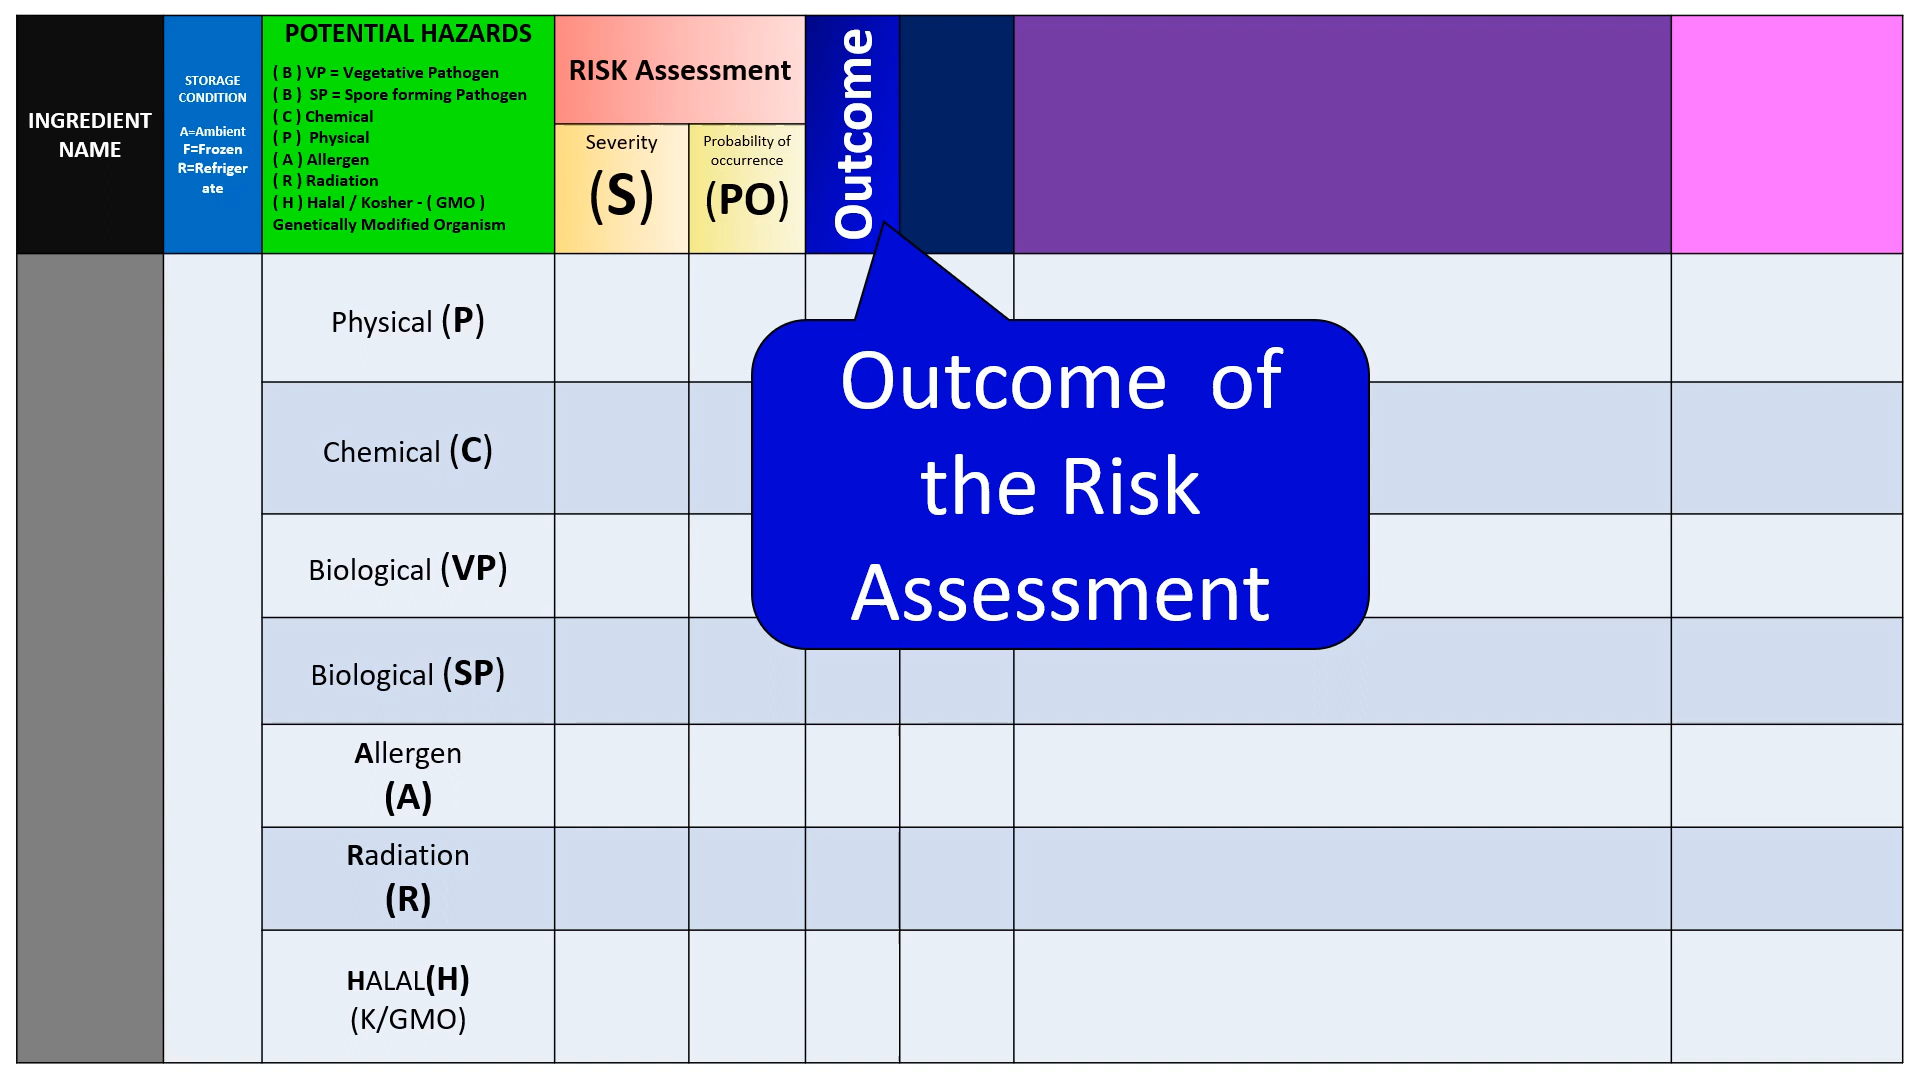 INGREDIENT
NAME
STORAGE
CONDITION
A=Ambient
F=Frozen
R=Refriger
ate
POTENTIAL HAZARDS
( B ) VP = Vegetative Pathogen
( B )  SP = Spore forming Pathogen
( C ) Chemical
( P )  Physical
( A ) Allergen
( R ) Radiation
( H ) Halal / Kosher - ( GMO )
Genetically Modified Organism
RISK Assessment
Severity
(S)
Probability of
occurrence
(PO)
Outcome
Physical (P)
Chemical (C)
Biological (VP)
Biological (SP)
Allergen
(A)
Radiation
(R)
HALAL(H)
(K/GMO)
Outcome  of
the Risk
Assessment